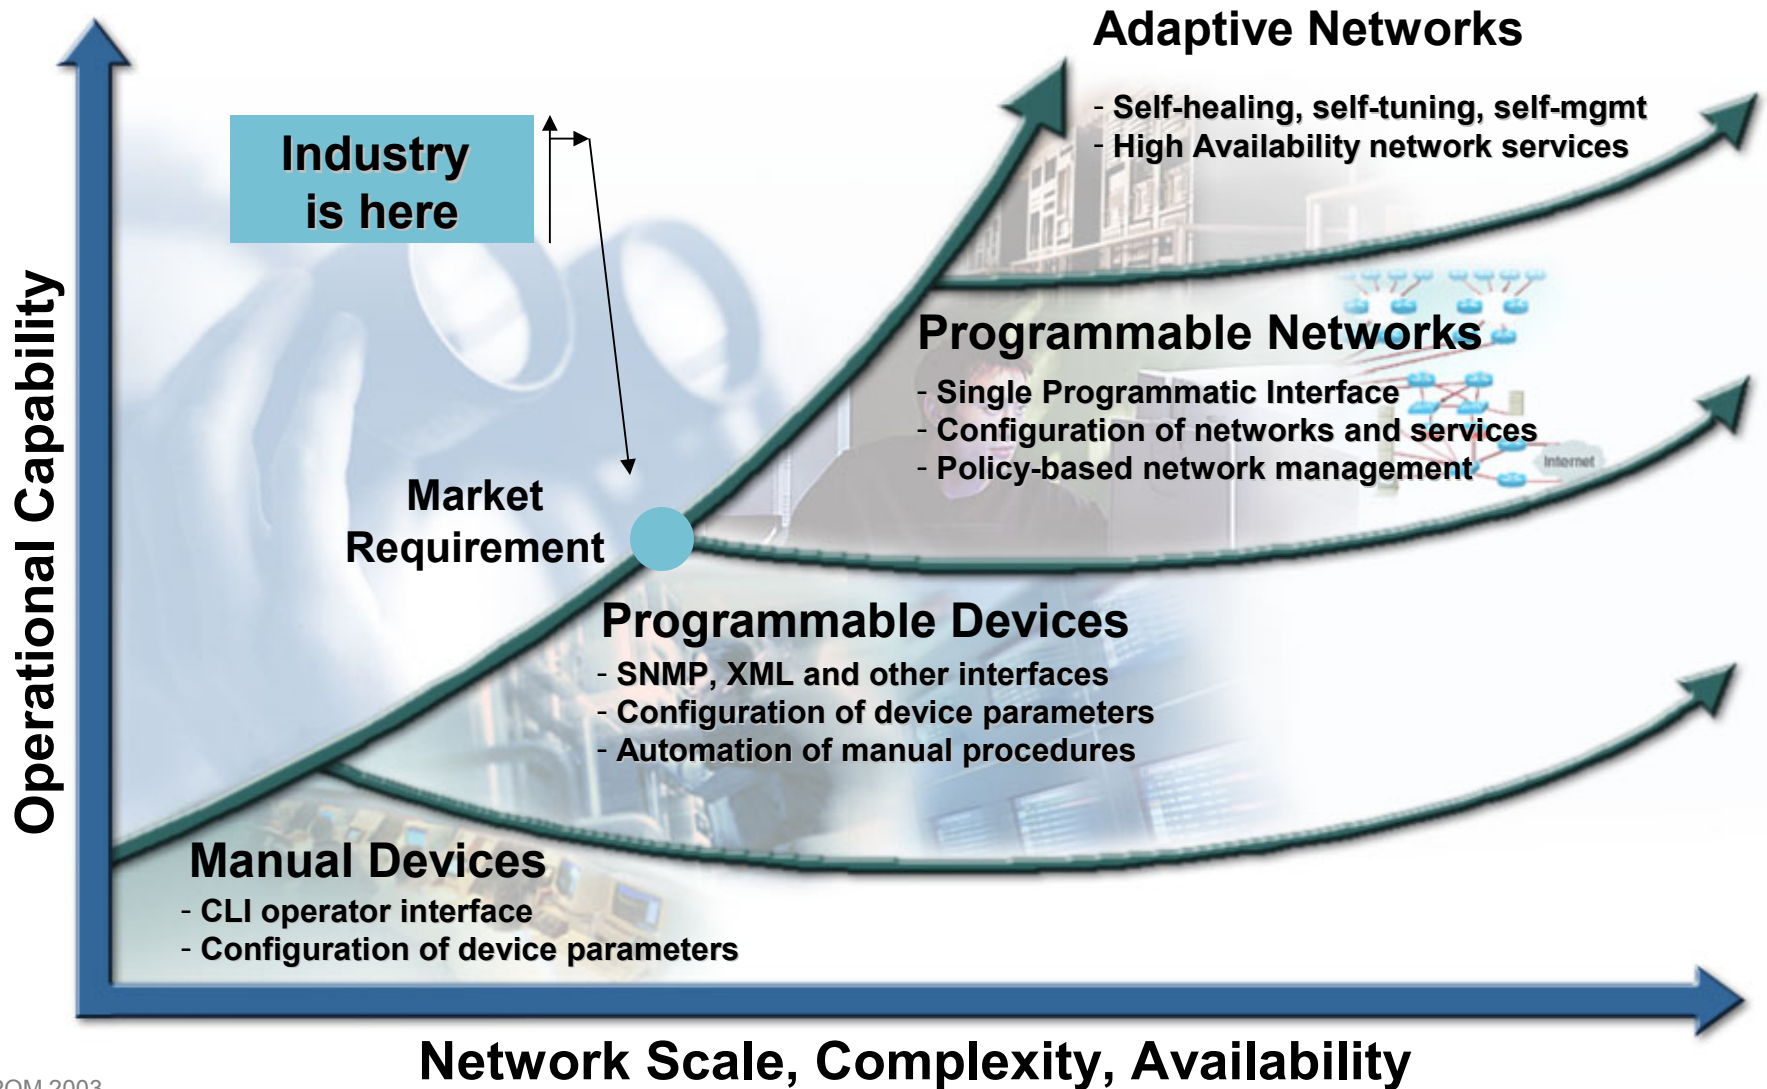 Adaptive Networks
- Self-healing, self-tuning, self-mgmt
- High Availability network services
Industry
is here
Programmable Networks
- Single Programmatic Interface
- Configuration of networks and services
- Policy-based network management
Internet
Market
Requirement
Programmable Devices
- SNMP, XML and other interfaces
- Configuration of device parameters
- Automation of manual procedures
Manual Devices
- CLI operator interface
- Configuration of device parameters
Operational Capability
Network Scale, Complexity, Availability
2003